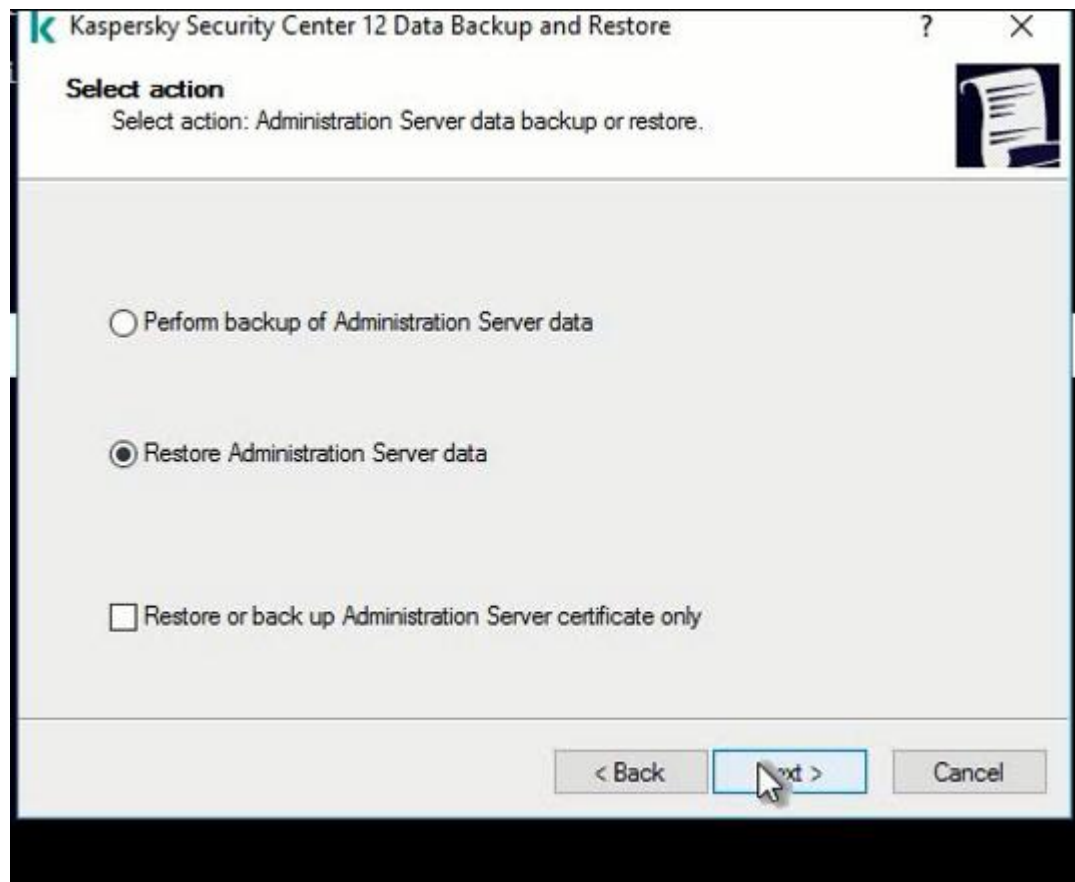 Kaspersky Security Center 12 Data Backup and Restore ?
Select action
Select action: Administration Server data backup or restore.
Perform backup of Administration Server data
Restore Administration Server data
Restore or back up Administration Server certificate only
< Back
Cancel